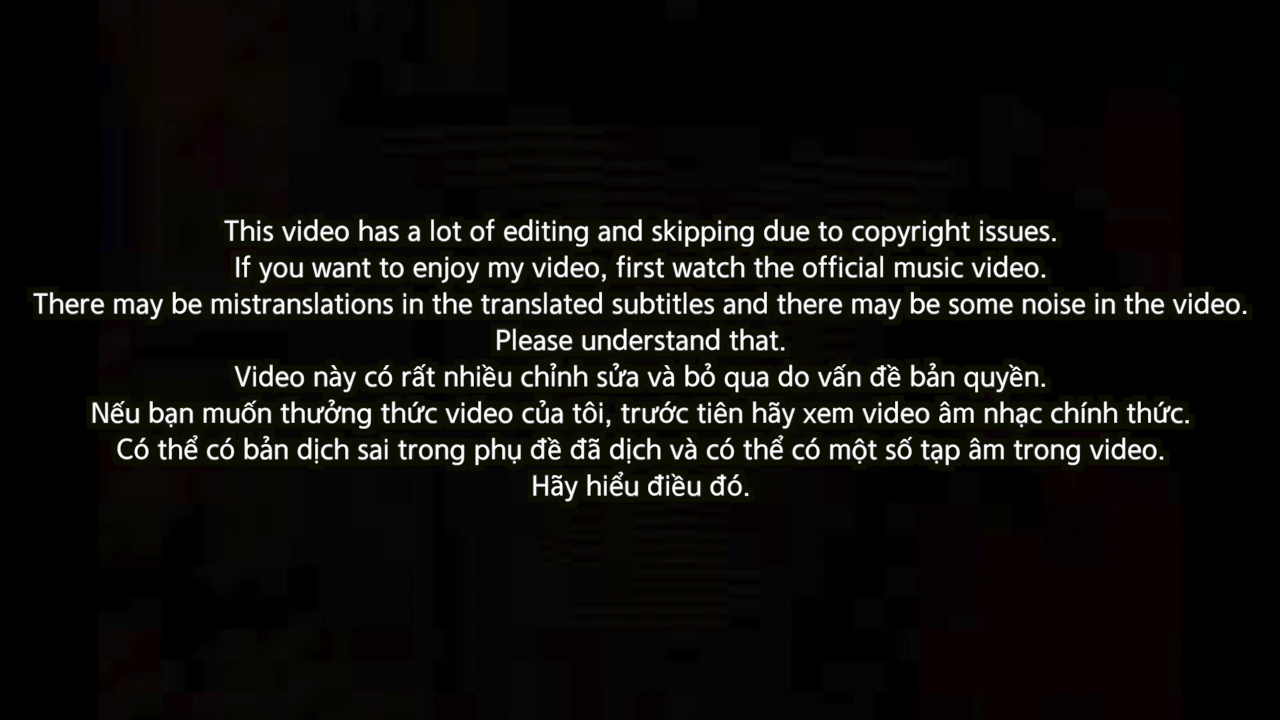 This video has a lot of editing and skipping due to copyright issues.
If you want to enjoy my video, first watch the official music video.
There may be mistranslations in the translated subtitles and there may be some noise in the video.
Please understand that.
Video này có rất nhiều chỉnh sửa và bỏ qua do vấn đề bản quyền.
Nếu bạn muốn thưởng thức video của tôi, trước tiên hãy xem video âm nhạc chính thức.
Có thể có bản dịch sai trong phụ đề đã dịch và có thể có một số tạp âm trong video.
Hãy hiểu điều đó.